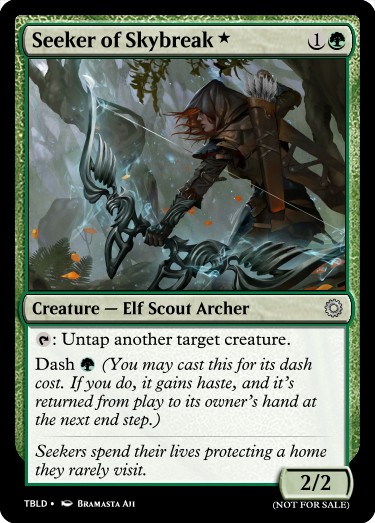 Seeker of Skybreak ★ 1
Creature — Elf Scout Archer
: Untap another target creature.
Dash (You may cast this for its dash
cost. If you do, it gains haste, and it's
returned from play to its owner's hand at
the next end step.)
Seekers spend their lives protecting a home
they rarely visit.
2/2
TBLD • Bramasta Aji
(NOT FOR SALE)